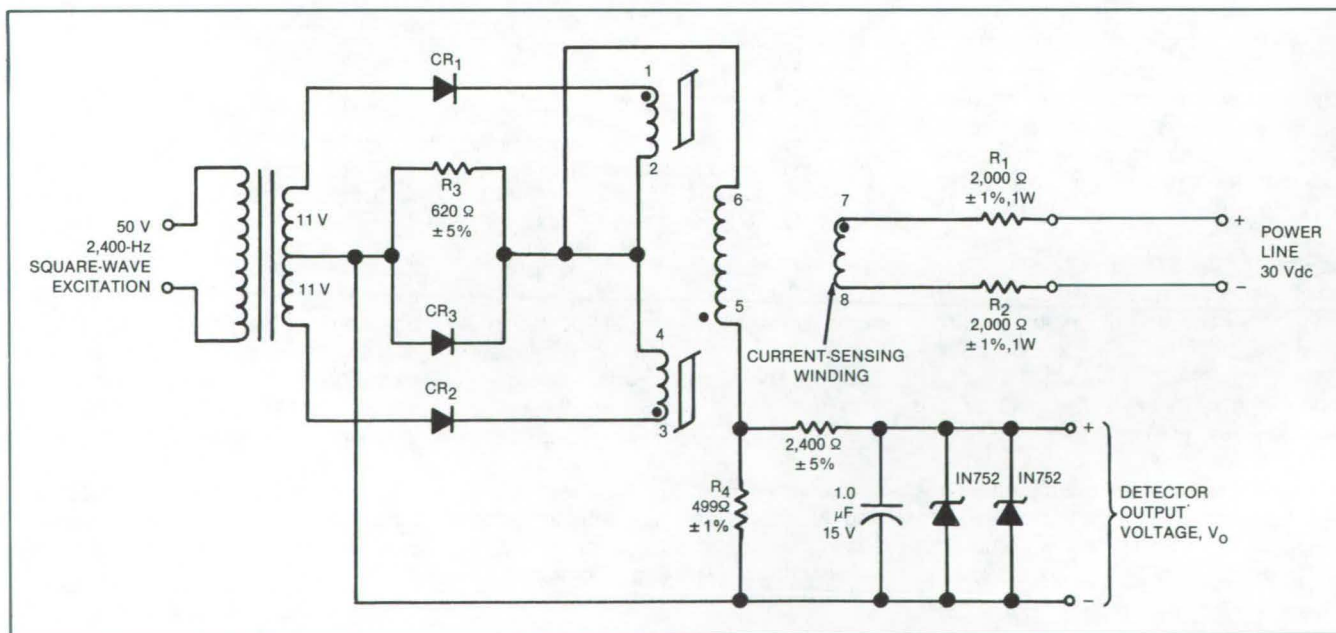 CR1
1
R3
620 Ω
±5%
2
50 V
2,400-Hz
SQUARE-WAVE
EXCITATION
11 V
11 V
CR3
4
CR2
3
6
5
7
8
R1
2,000 Ω
±1%,1W
R2
2,000 Ω
±1%,1W
+
POWER
LINE
30 Vdc
−
CURRENT-SENSING
WINDING
2,400 Ω
±5%
R4
499Ω
±1%
1.0
μF
15 V
IN752
IN752
+
DETECTOR
OUTPUT
VOLTAGE, Vo
−